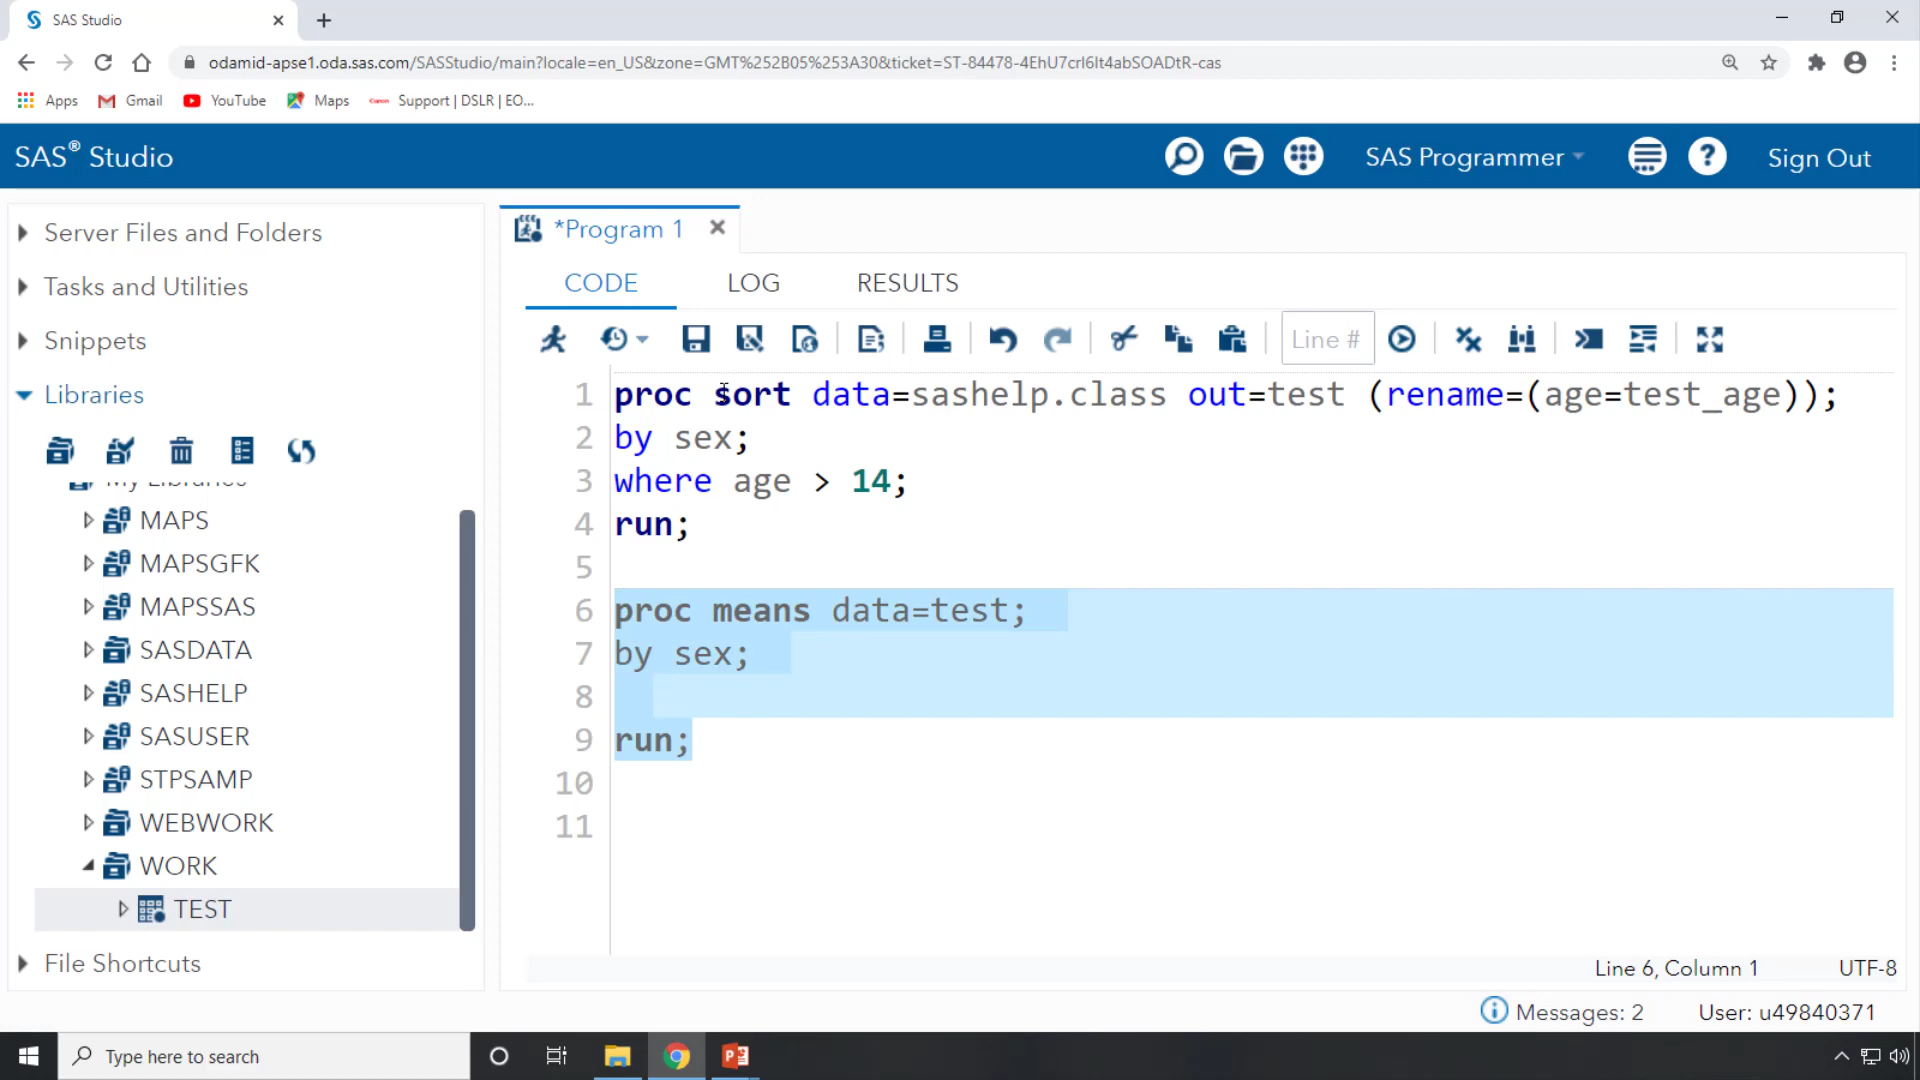 SAS Studio
odamid-apse1.oda.sas.com/SASStudio/main?locale=en_US&zone=GMT%252B05%253A30&ticket=ST-84478-4EhU7crI6It4abSOADtR-cas
Apps Gmail YouTube Maps Canon Support | DSLR | EO...
SAS® Studio SAS Programmer Sign Out
Server Files and Folders
Tasks and Utilities
Snippets
Libraries
My Libraries
MAPS
MAPSGFK
MAPSSAS
SASDATA
SASHELP
SASUSER
STPSAMP
WEBWORK
WORK
TEST
File Shortcuts
*Program 1
CODE LOG RESULTS
Line #
1 proc sort data=sashelp.class out=test (rename=(age=test_age));
2 by sex;
3 where age > 14;
4 run;
5
6 proc means data=test;
7 by sex;
8
9 run;
10
11
Line 6, Column 1 UTF-8
Messages: 2 User: u49840371
Type here to search